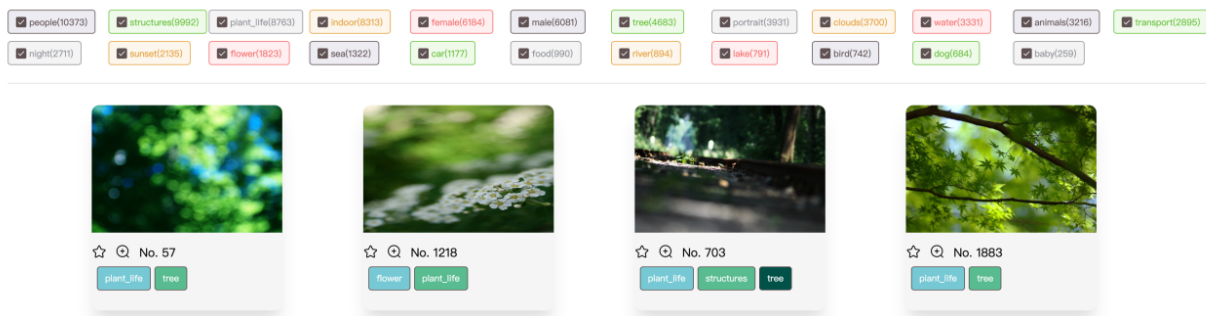 people(10373) structures(9992) plant_life(8763) indoor(8313) female(6184) male(6081) tree(4683) portrait(3931) clouds(3700) water(3331) animals(3216) transport(2895)
night(2711) sunset(2135) flower(1823) sea(1322) car(1177) food(990) river(894) lake(791) bird(742) dog(684) baby(259)
No. 57 No. 1218 No. 703 No. 1883
plant_life tree flower plant_life plant_life structures tree plant_life tree